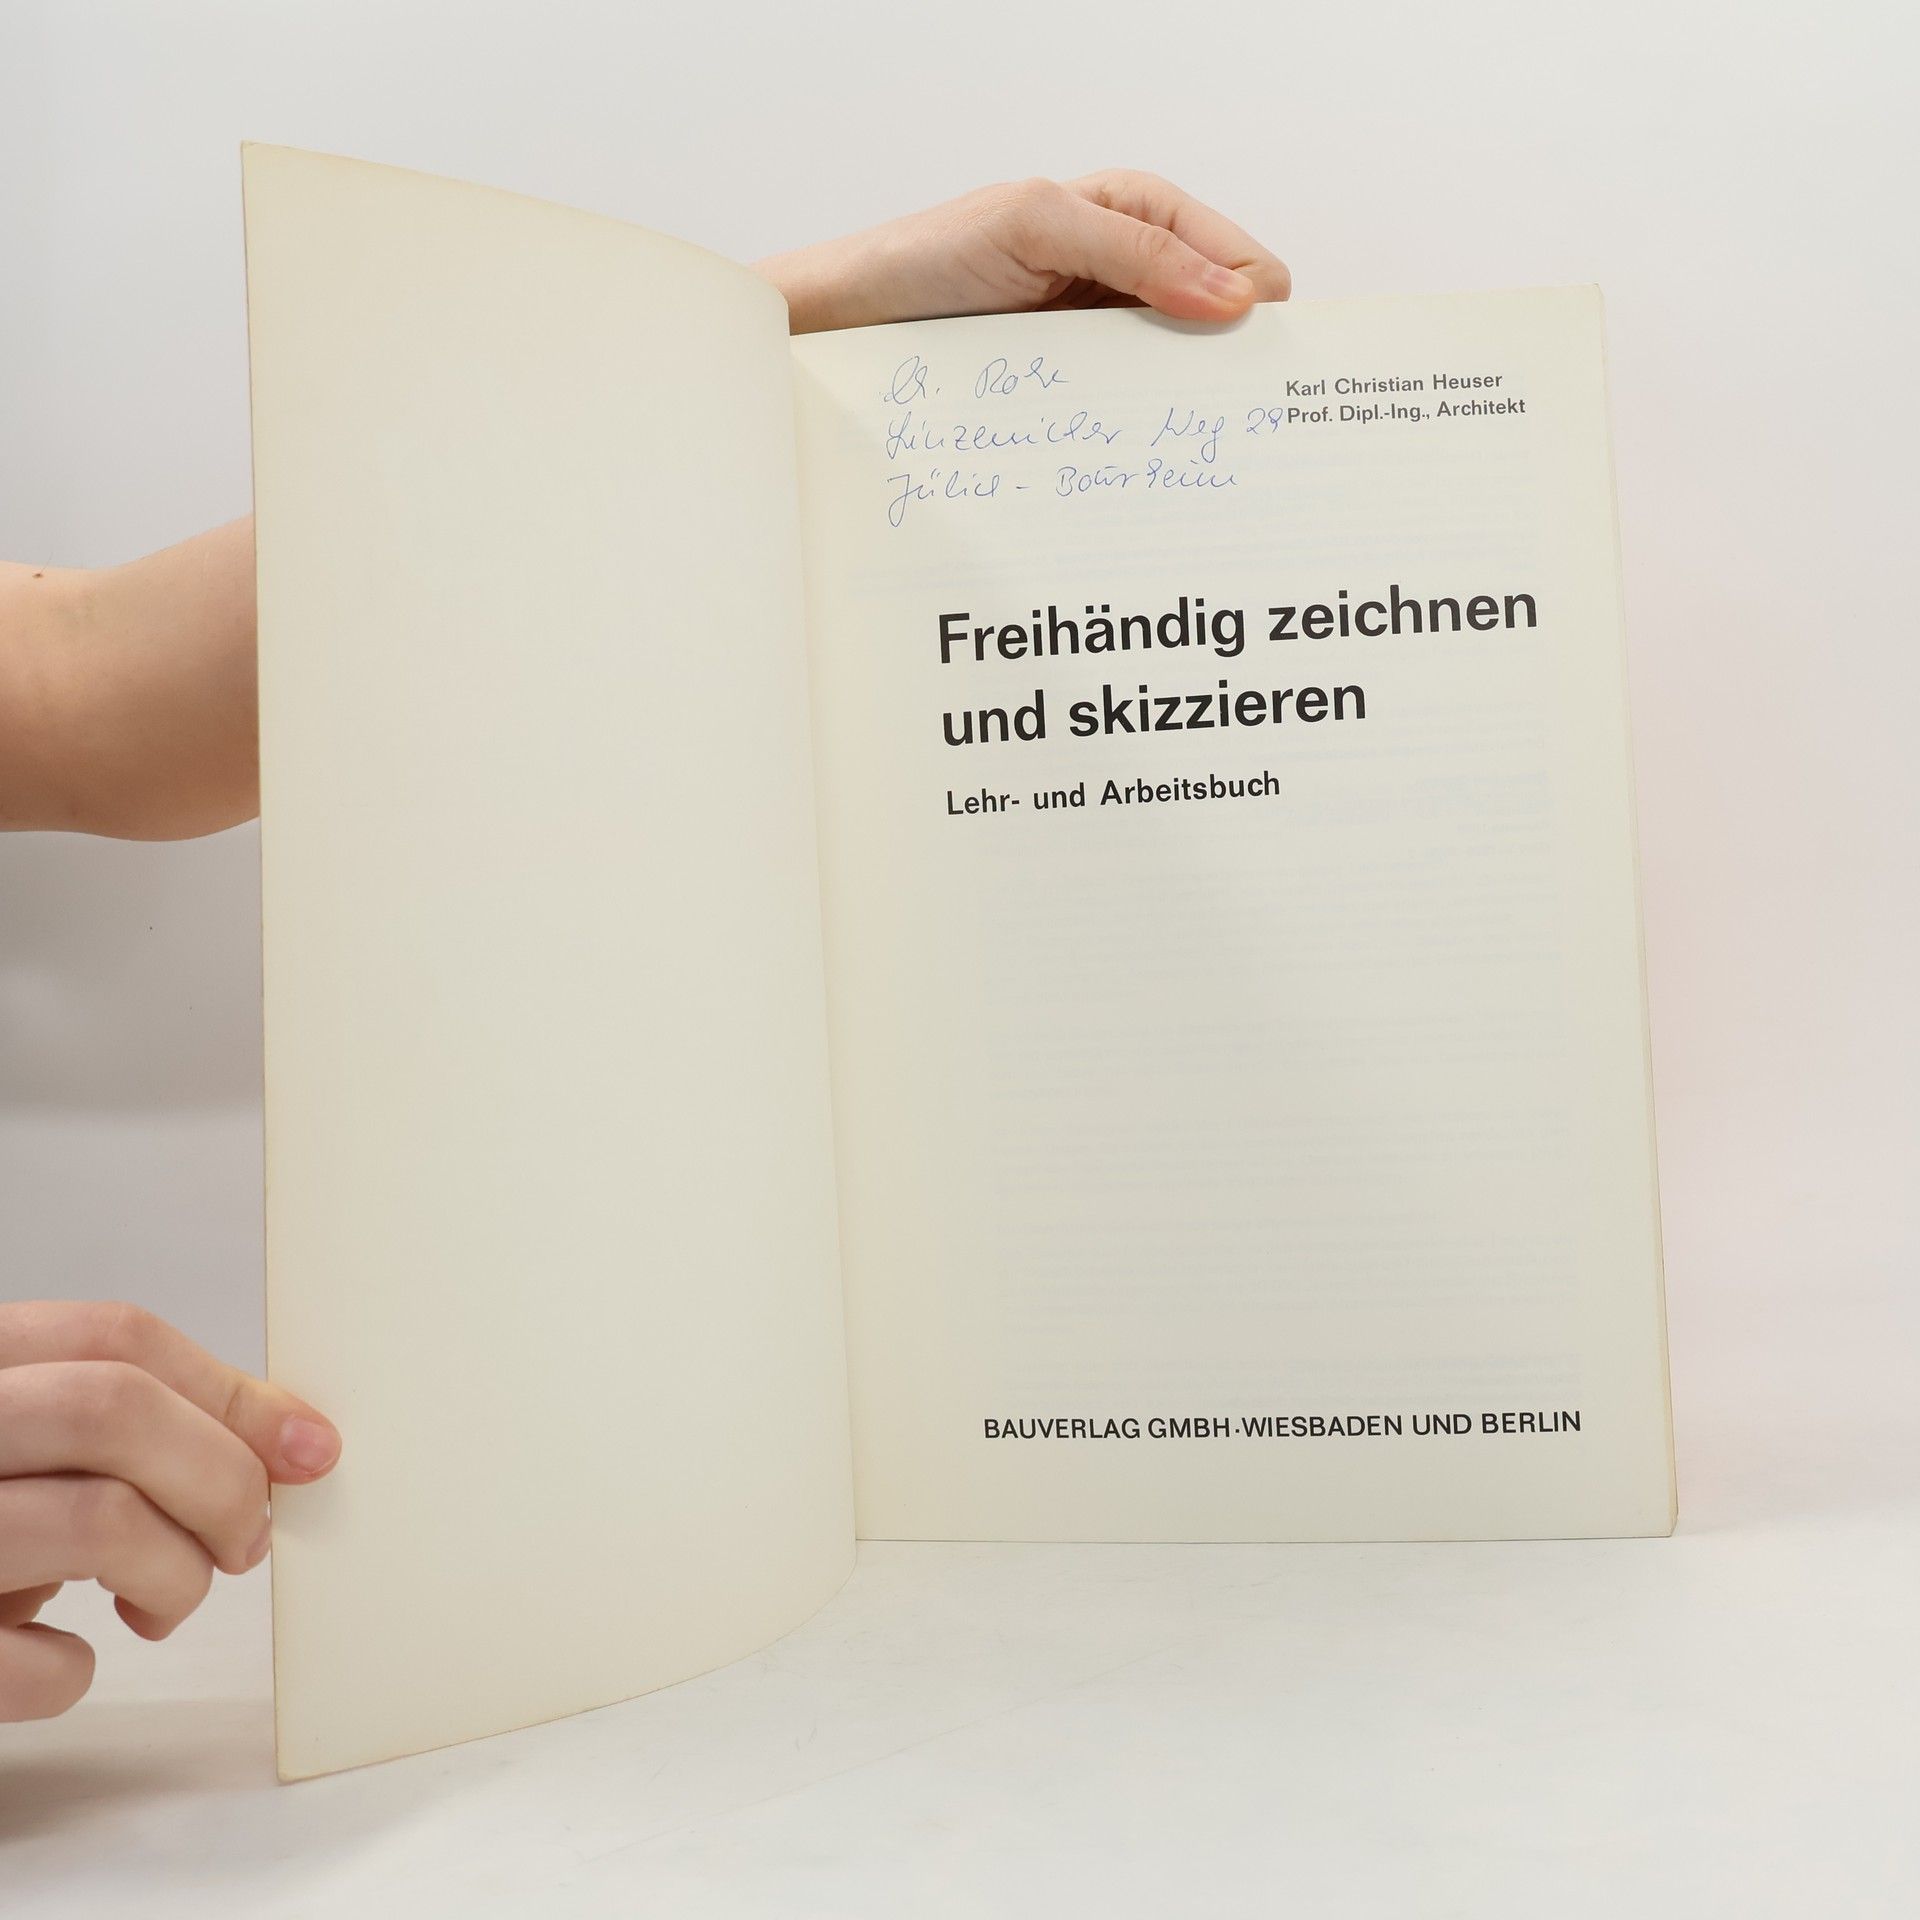 Weg 29
Jülich - Bourheim
Karl Christian Heuser
Prof. Dipl.-Ing., Architekt
Freihändig zeichnen
und skizzieren
Lehr- und Arbeitsbuch
BAUVERLAG GMBH·WIESBADEN UND BERLIN